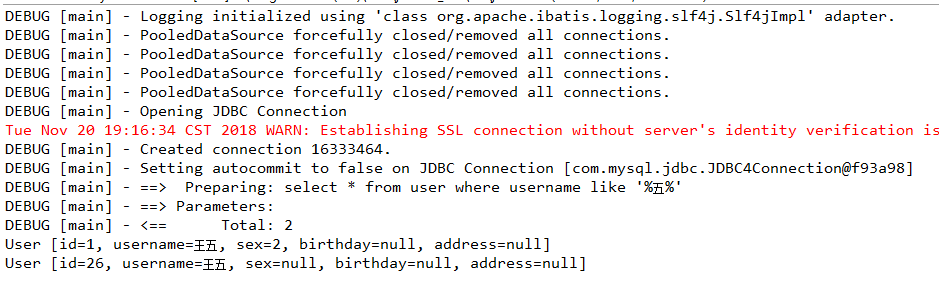 DEBUG [main] - Logging initialized using 'class org.apache.ibatis.logging.slf4j.Slf4jImpl' adapter.
DEBUG [main] - PooledDataSource forcefully closed/removed all connections.
DEBUG [main] - PooledDataSource forcefully closed/removed all connections.
DEBUG [main] - PooledDataSource forcefully closed/removed all connections.
DEBUG [main] - PooledDataSource forcefully closed/removed all connections.
DEBUG [main] - Opening JDBC Connection
Tue Nov 20 19:16:34 CST 2018 WARN: Establishing SSL connection without server's identity verification is
DEBUG [main] - Created connection 16333464.
DEBUG [main] - Setting autocommit to false on JDBC Connection [com.mysql.jdbc.JDBC4Connection@f93a98]
DEBUG [main] - ==>  Preparing: select * from user where username like '%五%'
DEBUG [main] - ==> Parameters:
DEBUG [main] - <==      Total: 2
User [id=1, username=王五, sex=2, birthday=null, address=null]
User [id=26, username=王五, sex=null, birthday=null, address=null]